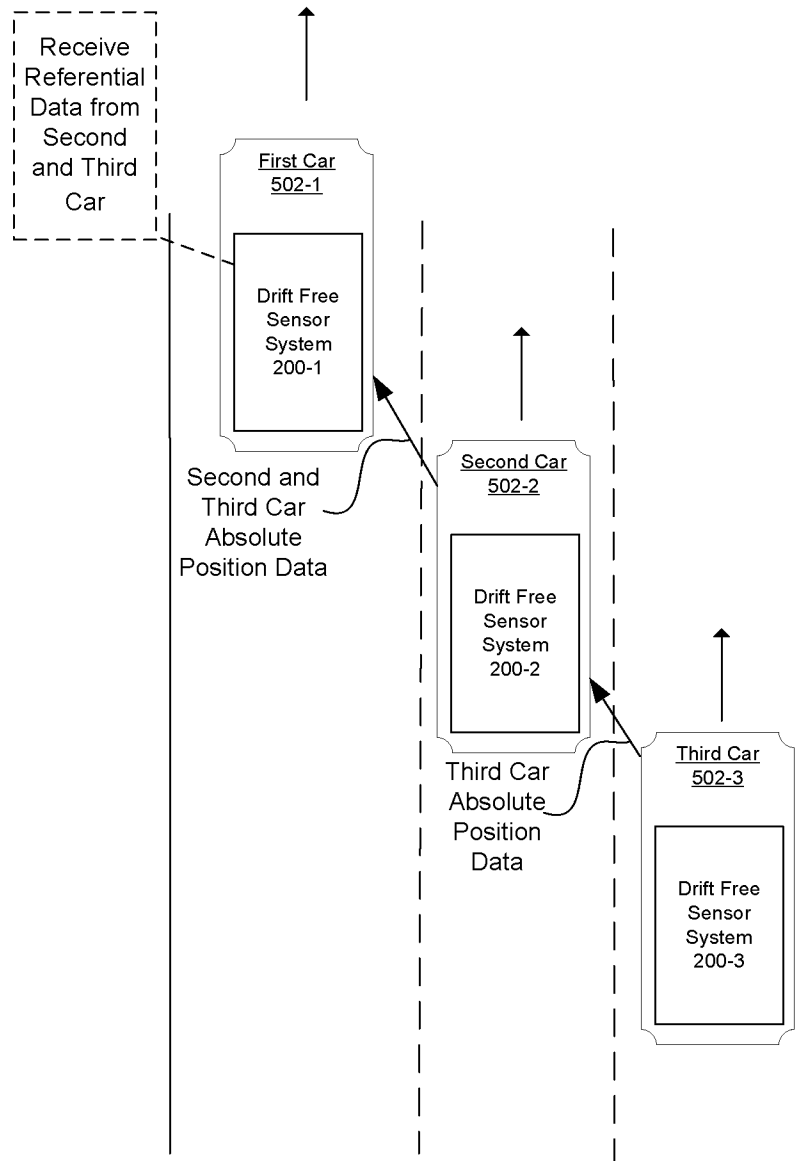 Receive
Referential
Data from
Second
and Third
Car
First Car
502-1
Drift Free
Sensor
System
200-1
Second and
Third Car
Absolute
Position Data
Second Car
502-2
Drift Free
Sensor
System
200-2
Third Car
Absolute
Position
Data
Third Car
502-3
Drift Free
Sensor
System
200-3